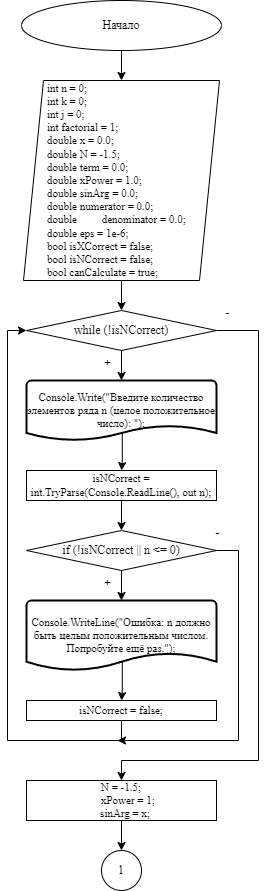 Начало
int n = 0;
int k = 0;
int j = 0;
int factorial = 1;
double x = 0.0;
double N = -1.5;
double term = 0.0;
double xPower = 1.0;
double sinArg = 0.0;
double numerator = 0.0;
double denominator = 0.0;
double eps = 1e-6;
bool isXCorrect = false;
bool isNCorrect = false;
bool canCalculate = true;
while (!isNCorrect)
-
+
Console.Write("Введите количество
элементов ряда n (целое положительное
число): ");
isNCorrect =
int.TryParse(Console.ReadLine(), out n);
if (!isNCorrect || n <= 0)
-
+
Console.WriteLine("Ошибка: n должно
быть целым положительным числом.
Попробуйте ещё раз.");
isNCorrect = false;
N = -1.5;
xPower = 1;
sinArg = x;
1